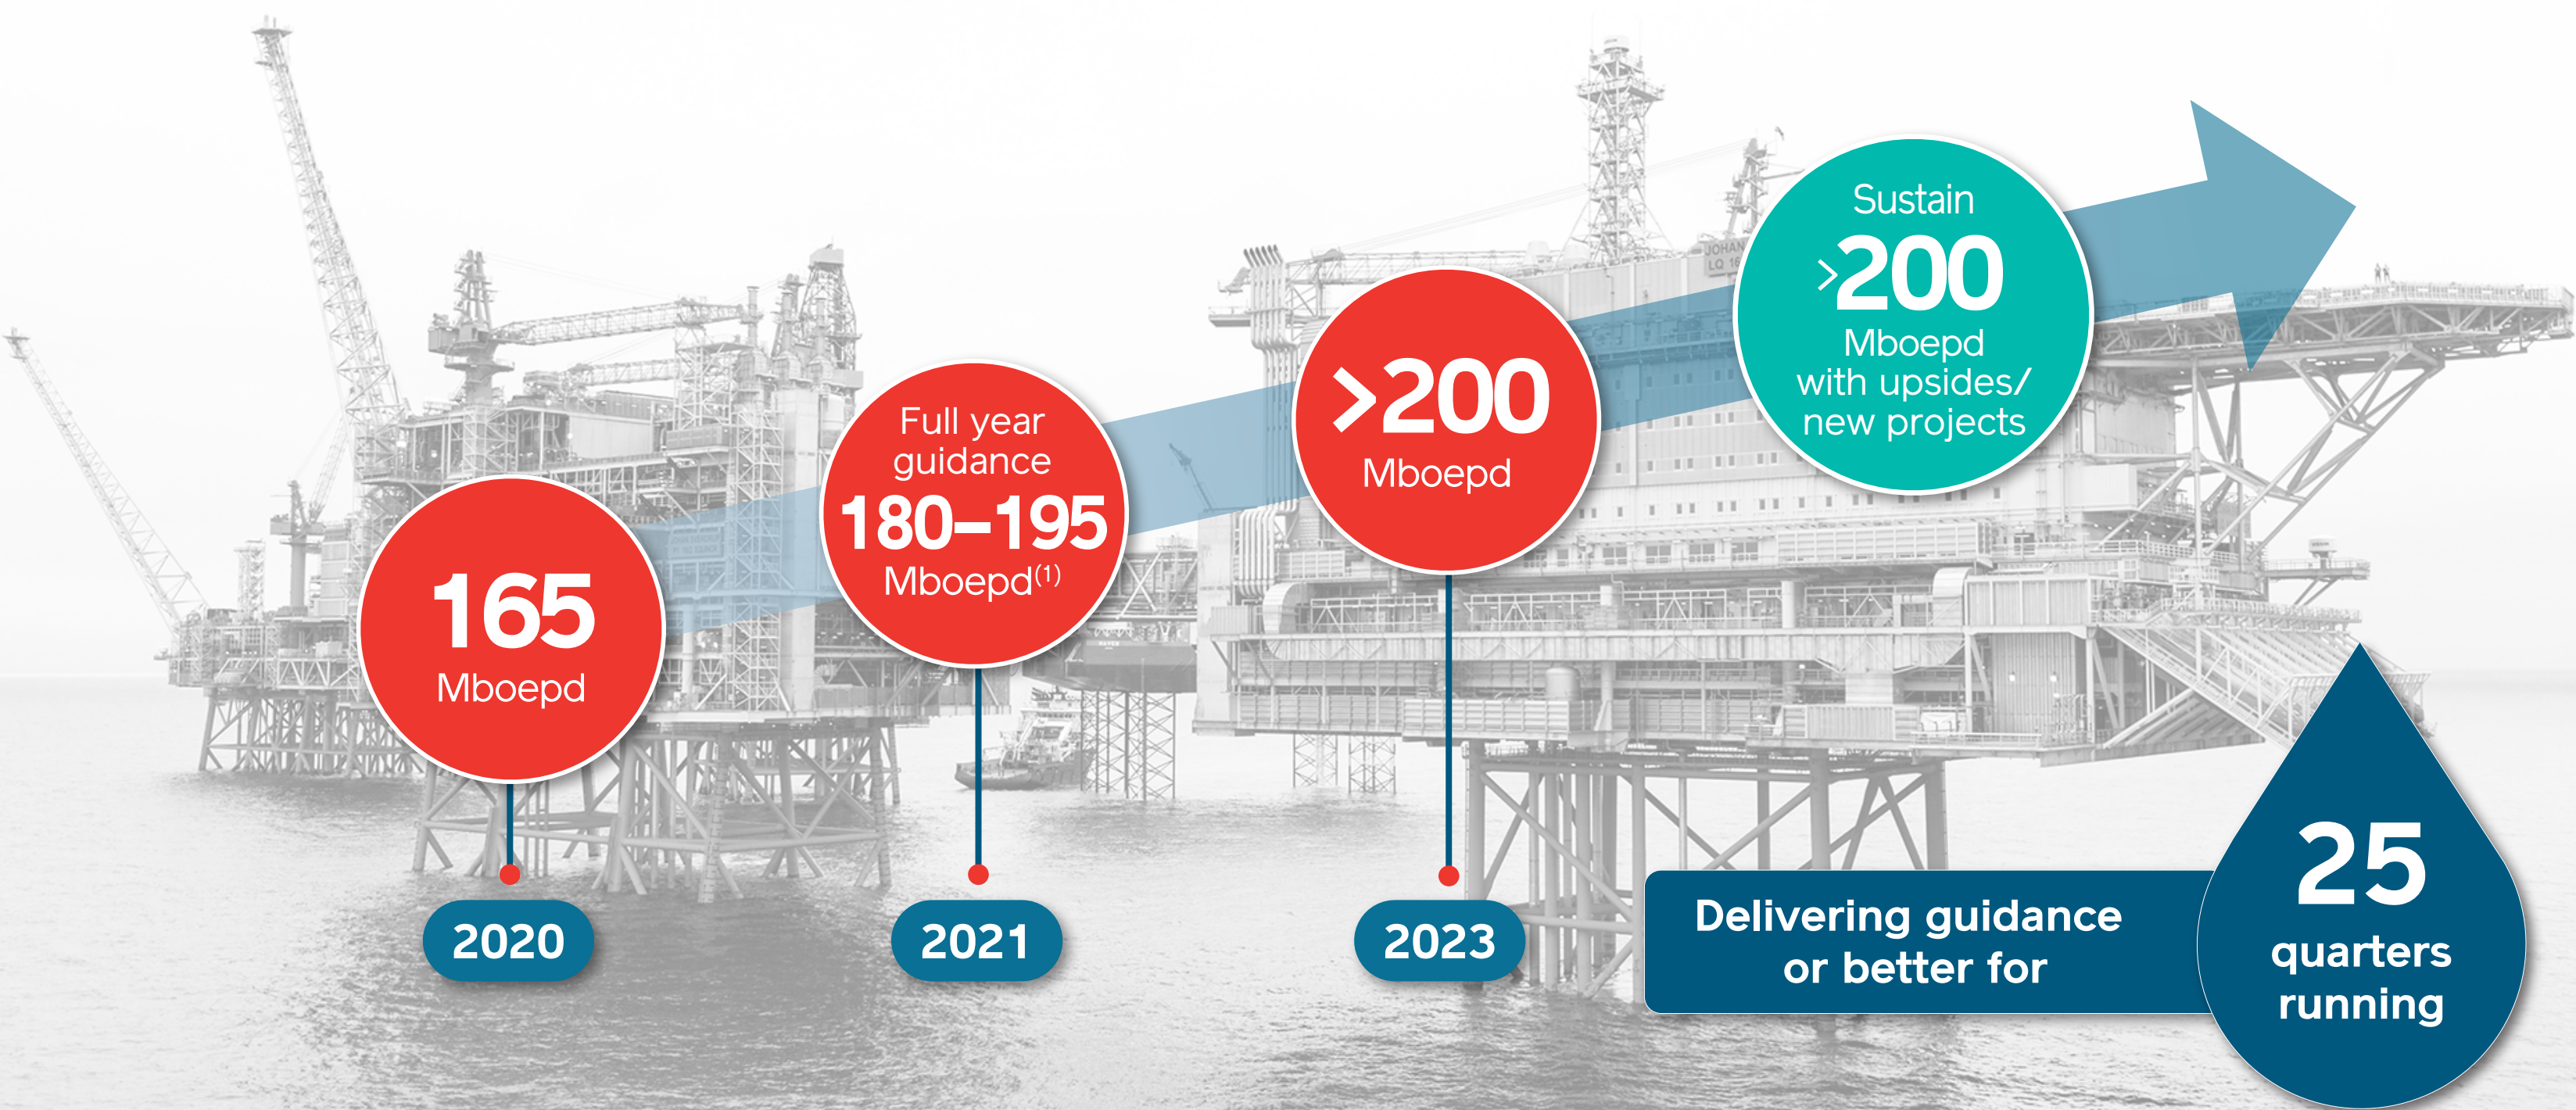 165
Mboepd
2020
Full year
guidance
180–195
Mboepd(1)
2021
>200
Mboepd
2023
Sustain
>200
Mboepd
with upsides/
new projects
Delivering guidance
or better for
25
quarters
running
JOHAN